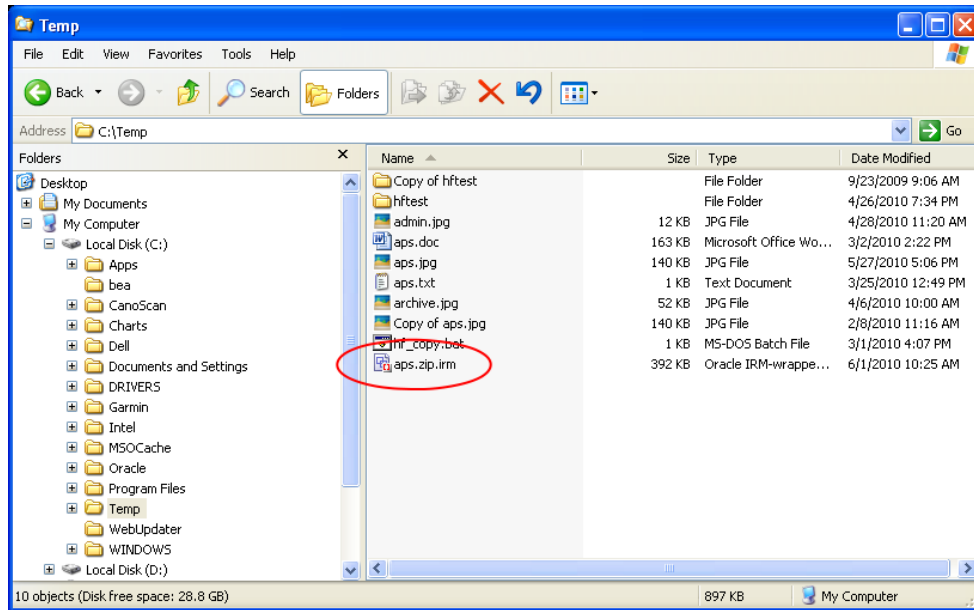 Temp
File Edit View Favorites Tools Help
Back Search Folders
Address C:\Temp Go
Folders
Name Size Type Date Modified
Desktop
My Documents
My Computer
Local Disk (C:)
Apps
bea
CanoScan
Charts
Dell
Documents and Settings
DRIVERS
Garmin
Intel
MSOCache
Oracle
Program Files
Temp
WebUpdater
WINDOWS
Local Disk (D:)
Copy of hftest File Folder 9/23/2009 9:06 AM
hftest File Folder 4/26/2010 7:34 PM
admin.jpg 12 KB JPG File 4/28/2010 11:20 AM
aps.doc 163 KB Microsoft Office Wo... 3/2/2010 2:22 PM
aps.jpg 140 KB JPG File 5/27/2010 5:06 PM
aps.txt 1 KB Text Document 3/25/2010 12:49 PM
archive.jpg 52 KB JPG File 4/6/2010 10:00 AM
Copy of aps.jpg 140 KB JPG File 2/8/2010 11:16 AM
hf_copy.bat 1 KB MS-DOS Batch File 3/1/2010 4:07 PM
aps.zip.irm 392 KB Oracle IRM-wrappe... 6/1/2010 10:25 AM
10 objects (Disk free space: 28.8 GB) 897 KB My Computer